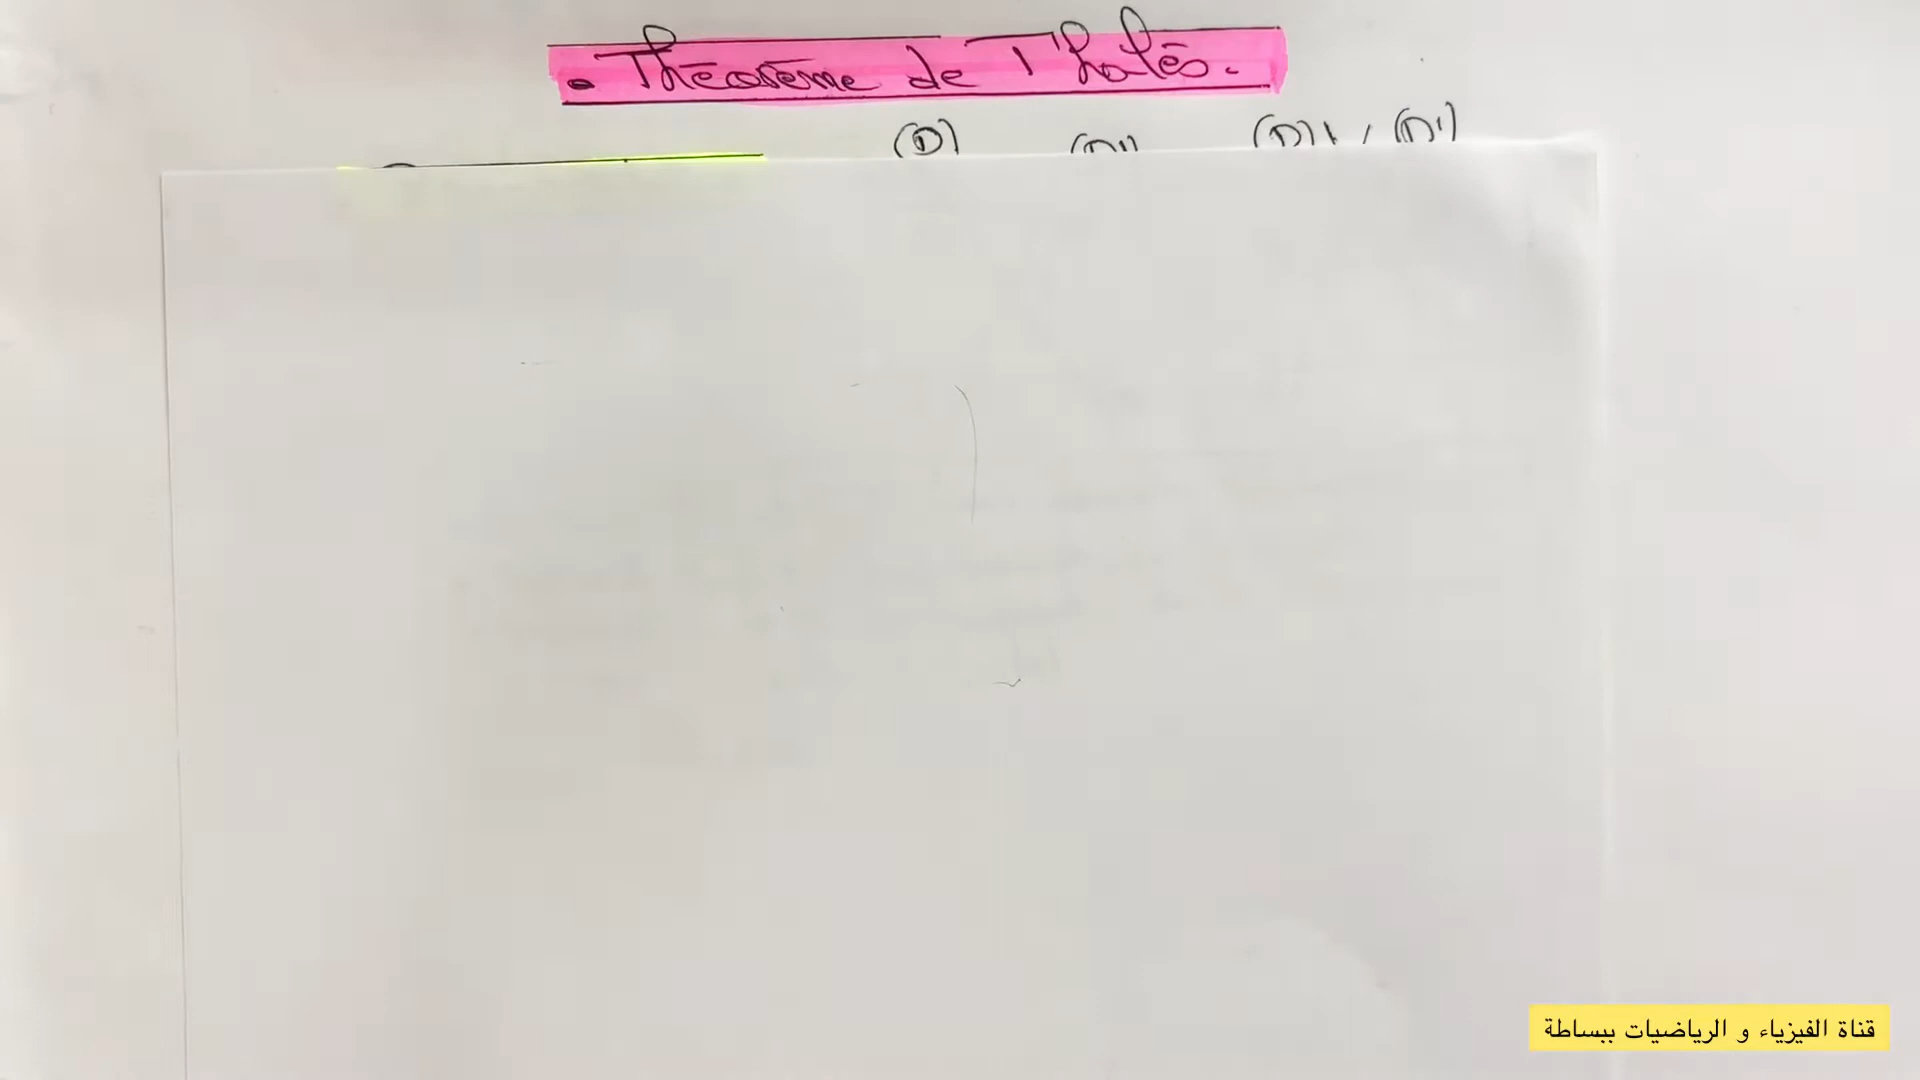 • Théorème de Thalès.
(D) (D') (D) (D')
قناة الفيزياء و الرياضيات ببساطة